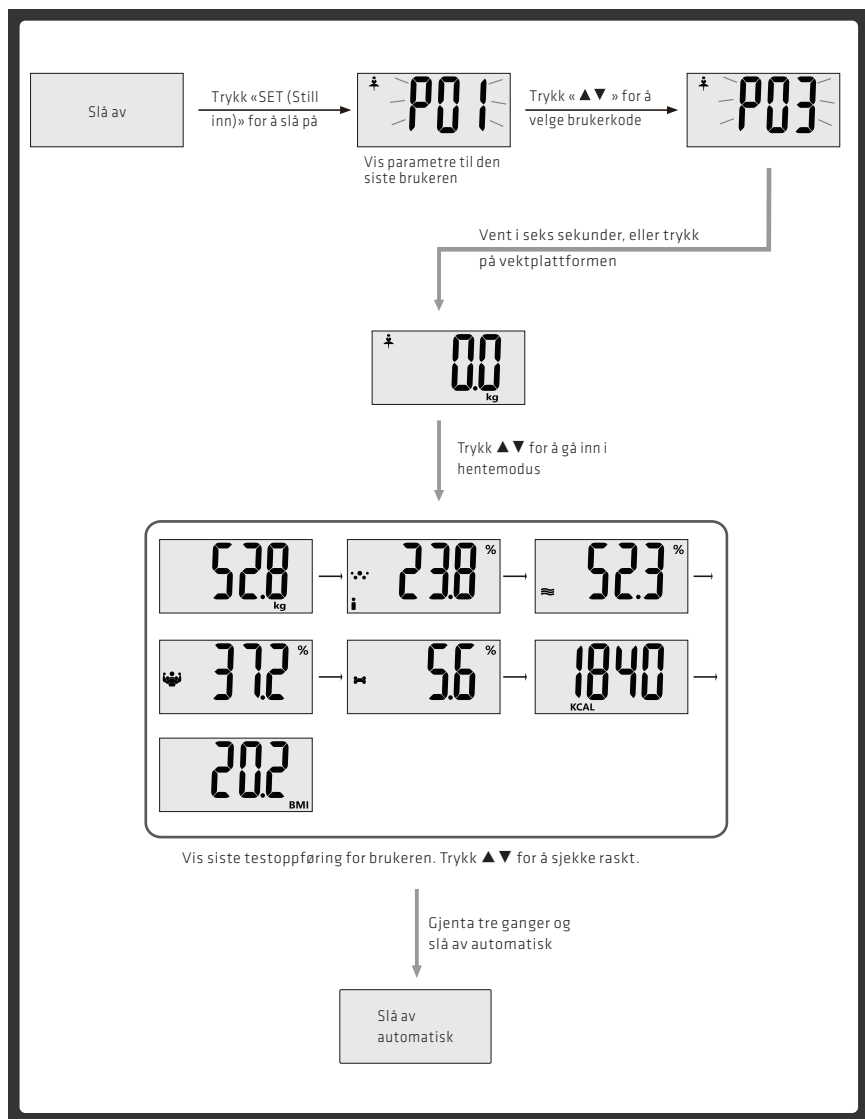 Slå av
Trykk «SET (Still
inn)» for å slå på
P01
Vis parametre til den
siste brukeren
Trykk « ▲▼ » for å
velge brukerkode
P03
Vent i seks sekunder, eller trykk
på vektplattformen
0.0
kg
Trykk ▲▼ for å gå inn i
hentemodus
52.8
kg
23.8 %
52.3 %
37.2 %
5.6 %
1840
KCAL
20.2
BMI
Vis siste testoppføring for brukeren. Trykk ▲▼ for å sjekke raskt.
Gjenta tre ganger og
slå av automatisk
Slå av
automatisk